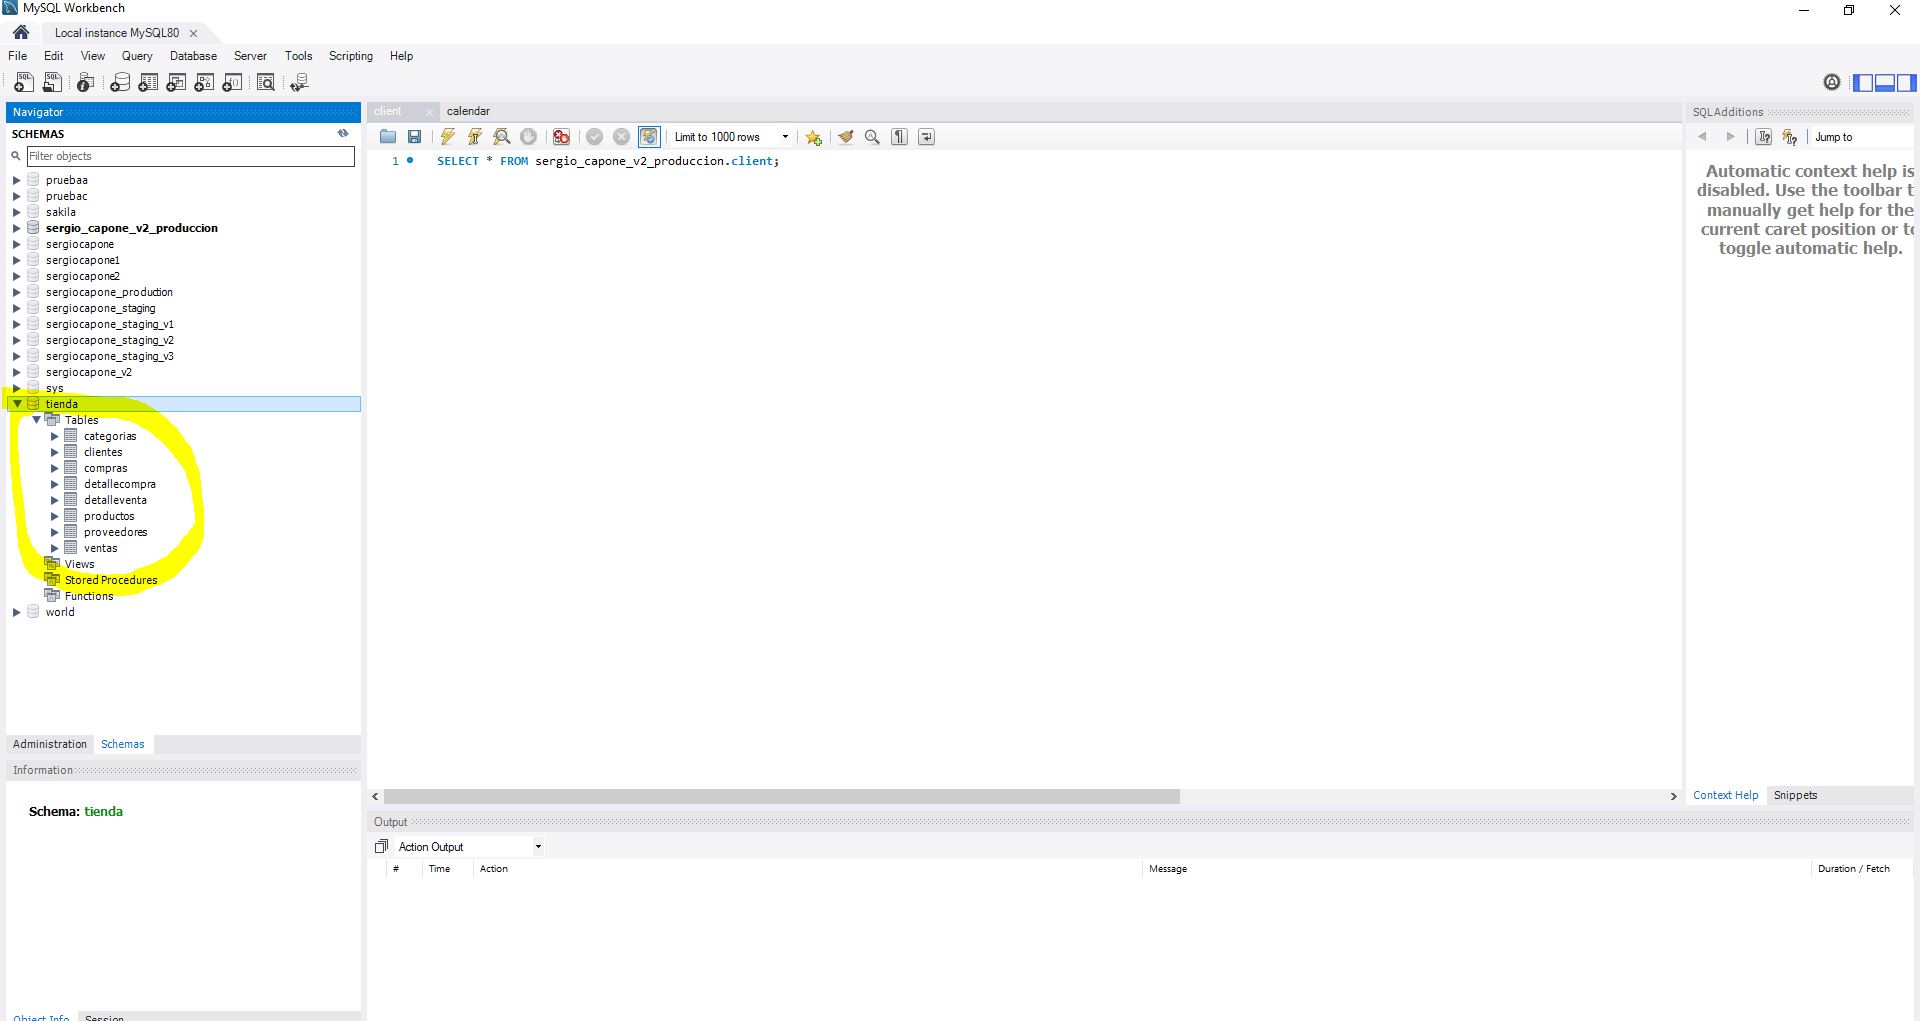 MySQL Workbench
Local instance MySQL80
File Edit View Query Database Server Tools Scripting Help
Navigator
SCHEMAS
Filter objects
pruebaa
pruebac
sakila
sergio_capone_v2_produccion
sergiocapone
sergiocapone1
sergiocapone2
sergiocapone_production
sergiocapone_staging
sergiocapone_staging_v1
sergiocapone_staging_v2
sergiocapone_staging_v3
sergiocapone_v2
sys
tienda
Tables
categorias
clientes
compras
detallecompra
detalleventa
productos
proveedores
ventas
Views
Stored Procedures
Functions
world
Administration Schemas
Information
Schema: tienda
Object Info Session
client calendar
Limit to 1000 rows
1 SELECT * FROM sergio_capone_v2_produccion.client;
Output
Action Output
# Time Action Message Duration / Fetch
SQLAdditions
Jump to
Automatic context help is
disabled. Use the toolbar t
manually get help for the
current caret position or to
toggle automatic help.
Context Help Snippets